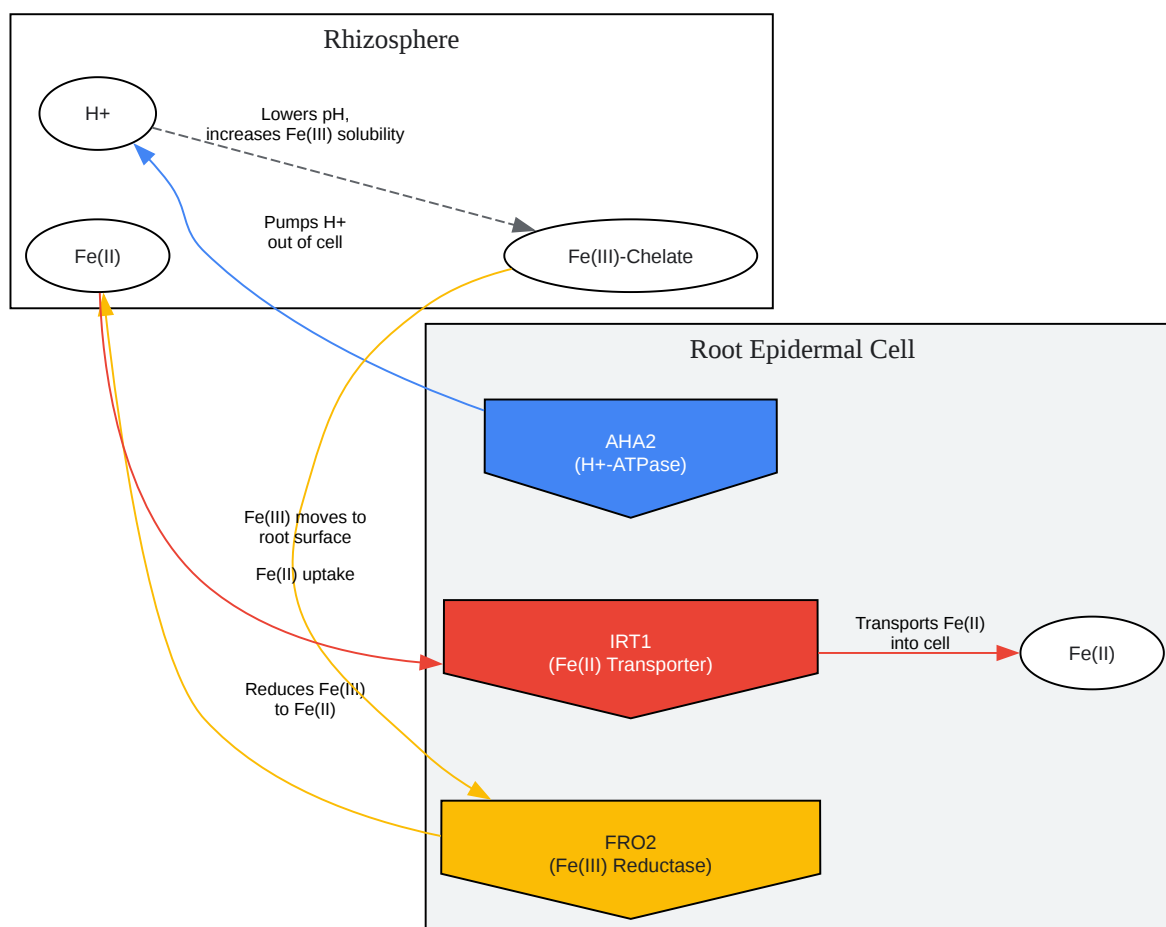 Rhizosphere
H+
Lowers pH,
increases Fe(III) solubility
Pumps H+
out of cell
Fe(II)
Fe(III)-Chelate
Root Epidermal Cell
AHA2
(H+-ATPase)
Fe(III) moves to
root surface
Fe(II) uptake
IRT1
(Fe(II) Transporter)
Transports Fe(II)
into cell
Fe(II)
Reduces Fe(III)
to Fe(II)
FRO2
(Fe(III) Reductase)